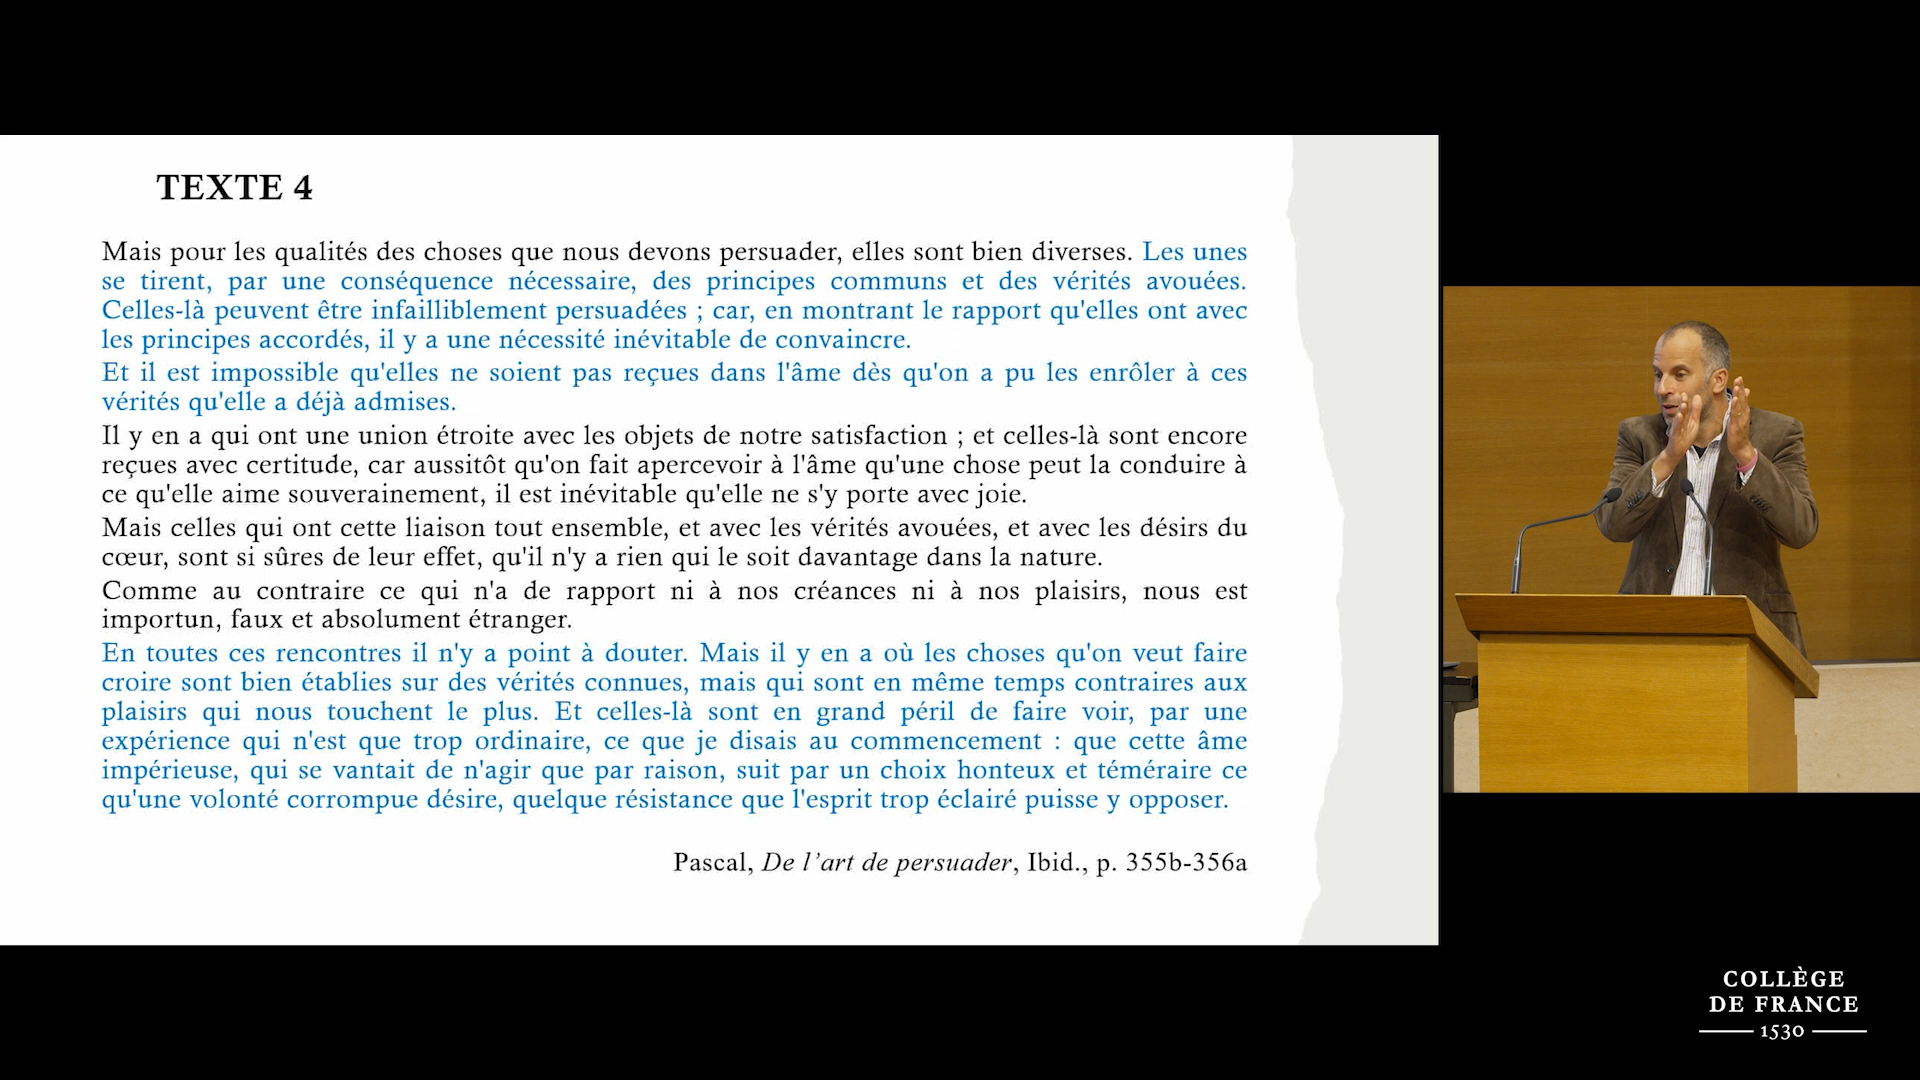 TEXTE 4
Mais pour les qualités des choses que nous devons persuader, elles sont bien diverses. Les unes
se tirent, par une conséquence nécessaire, des principes communs et des vérités avouées.
Celles-là peuvent être infailliblement persuadées ; car, en montrant le rapport qu'elles ont avec
les principes accordés, il y a une nécessité inévitable de convaincre.
Et il est impossible qu'elles ne soient pas reçues dans l'âme dès qu'on a pu les enrôler à ces
vérités qu'elle a déjà admises.
Il y en a qui ont une union étroite avec les objets de notre satisfaction ; et celles-là sont encore
reçues avec certitude, car aussitôt qu'on fait apercevoir à l'âme qu'une chose peut la conduire à
ce qu'elle aime souverainement, il est inévitable qu'elle ne s'y porte avec joie.
Mais celles qui ont cette liaison tout ensemble, et avec les vérités avouées, et avec les désirs du
cœur, sont si sûres de leur effet, qu'il n'y a rien qui le soit davantage dans la nature.
Comme au contraire ce qui n'a de rapport ni à nos créances ni à nos plaisirs, nous est
importun, faux et absolument étranger.
En toutes ces rencontres il n'y a point à douter. Mais il y en a où les choses qu'on veut faire
croire sont bien établies sur des vérités connues, mais qui sont en même temps contraires aux
plaisirs qui nous touchent le plus. Et celles-là sont en grand péril de faire voir, par une
expérience qui n'est que trop ordinaire, ce que je disais au commencement : que cette âme
impérieuse, qui se vantait de n'agir que par raison, suit par un choix honteux et téméraire ce
qu'une volonté corrompue désire, quelque résistance que l'esprit trop éclairé puisse y opposer.
Pascal, De l'art de persuader, Ibid., p. 355b-356a
COLLÈGE
DE FRANCE
1530